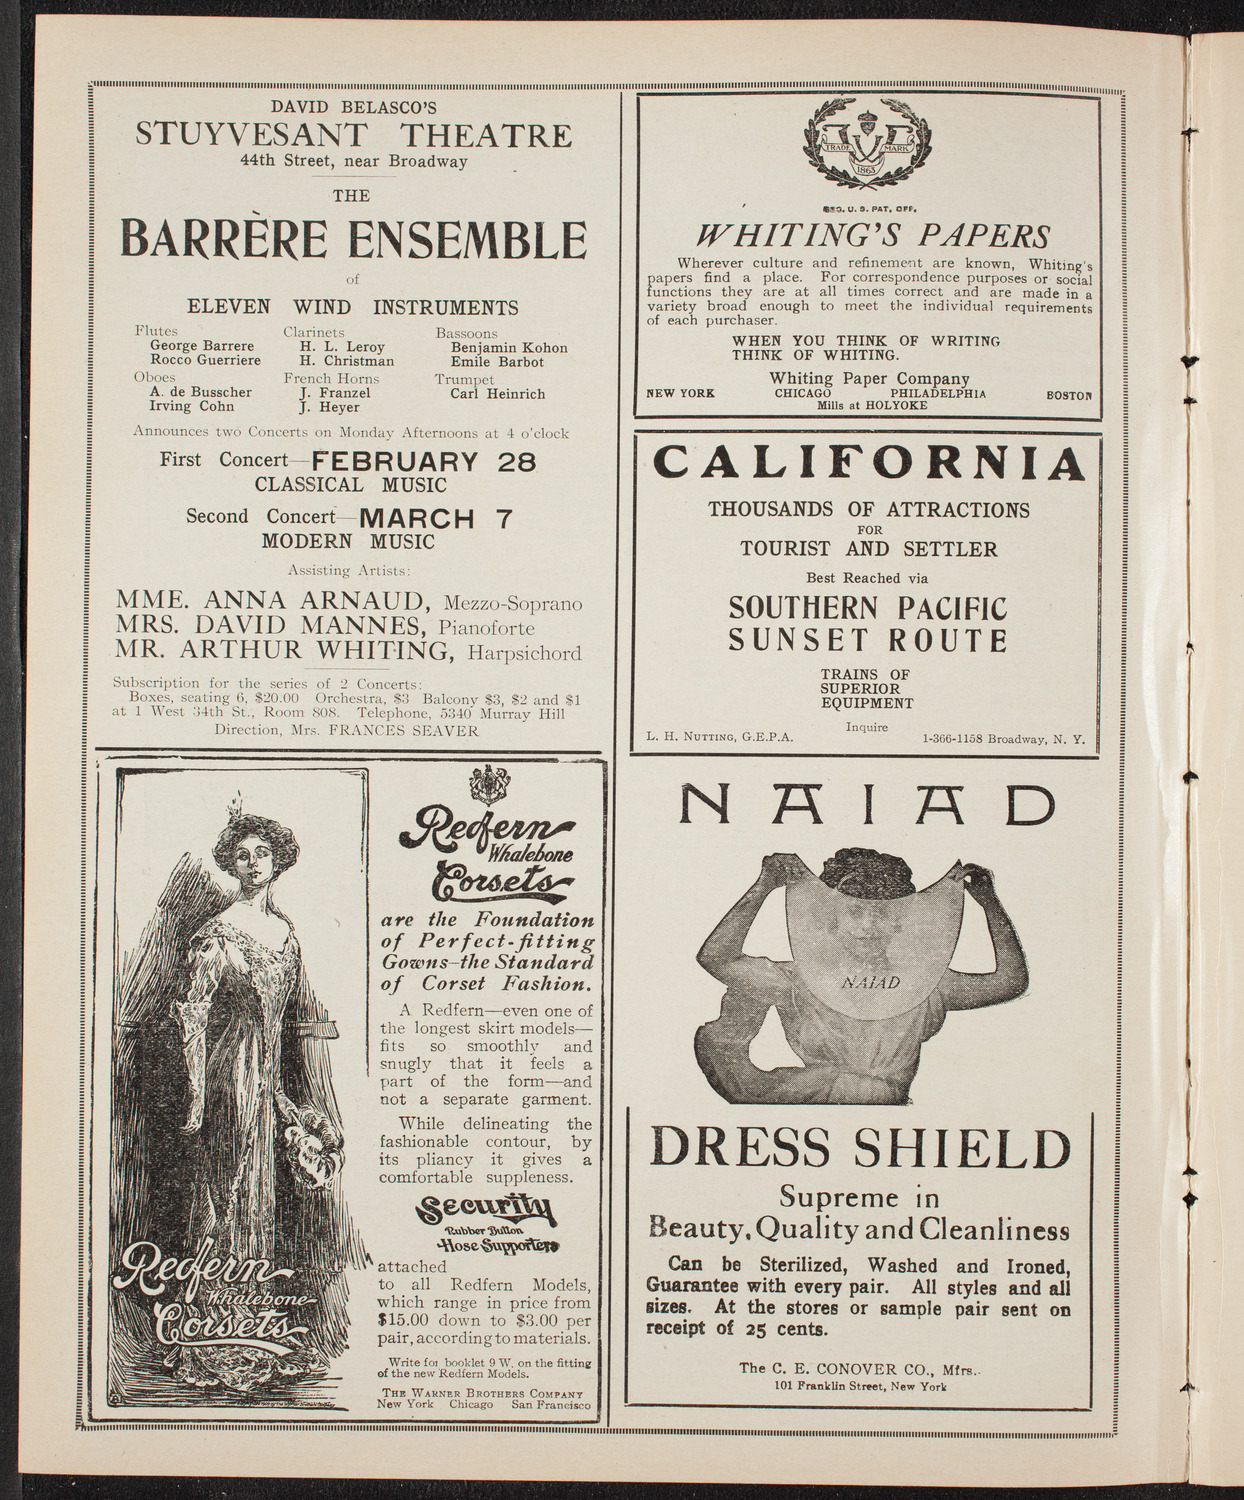 DAVID BELASCO'S
STUYVESANT THEATRE
44th Street, near Broadway
THE
BARRÈRE ENSEMBLE
of
ELEVEN WIND INSTRUMENTS
Flutes
George Barrere
Rocco Guerriere
Clarinets
H. L. Leroy
H. Christman
Bassoons
Benjamin Kohon
Emile Barbot
Oboes
A. de Busscher
Irving Cohn
French Horns
J. Franzel
J. Heyer
Trumpet
Carl Heinrich
Announces two Concerts on Monday Afternoons at 4 o'clock
First Concert—FEBRUARY 28
CLASSICAL MUSIC
Second Concert—MARCH 7
MODERN MUSIC
Assisting Artists:
MME. ANNA ARNAUD, Mezzo-Soprano
MRS. DAVID MANNES, Pianoforte
MR. ARTHUR WHITING, Harpsichord
Subscription for the series of 2 Concerts:
Boxes, seating 6, $20.00 Orchestra, $3 Balcony $3, $2 and $1
at 1 West 34th St., Room 808. Telephone, 5340 Murray Hill
Direction, Mrs. FRANCES SEAVER
Redfern
Whalebone
Corsets
Redfern
Whalebone
Corsets
are the Foundation
of Perfect-fitting
Gowns—the Standard
of Corset Fashion.
A Redfern—even one of
the longest skirt models—
fits so smoothly and
snugly that it feels a
part of the form—and
not a separate garment.
While delineating the
fashionable contour, by
its pliancy it gives a
comfortable suppleness.
Security
Rubber Button
Hose Supporters
attached
to all Redfern Models,
which range in price from
$15.00 down to $3.00 per
pair, according to materials.
Write for booklet 9 W. on the fitting
of the new Redfern Models.
THE WARNER BROTHERS COMPANY
New York Chicago San Francisco
TRADE MARK
1865
REG. U. S. PAT. OFF.
WHITING'S PAPERS
Wherever culture and refinement are known, Whiting's
papers find a place. For correspondence purposes or social
functions they are at all times correct and are made in a
variety broad enough to meet the individual requirements
of each purchaser.
WHEN YOU THINK OF WRITING
THINK OF WHITING.
Whiting Paper Company
NEW YORK CHICAGO PHILADELPHIA BOSTON
Mills at HOLYOKE
CALIFORNIA
THOUSANDS OF ATTRACTIONS
FOR
TOURIST AND SETTLER
Best Reached via
SOUTHERN PACIFIC
SUNSET ROUTE
TRAINS OF
SUPERIOR
EQUIPMENT
Inquire
L. H. NUTTING, G.E.P.A. 1-366-1158 Broadway, N. Y.
NAIAD
NAIAD
DRESS SHIELD
Supreme in
Beauty, Quality and Cleanliness
Can be Sterilized, Washed and Ironed,
Guarantee with every pair. All styles and all
sizes. At the stores or sample pair sent on
receipt of 25 cents.
The C. E. CONOVER CO., Mfrs.
101 Franklin Street, New York